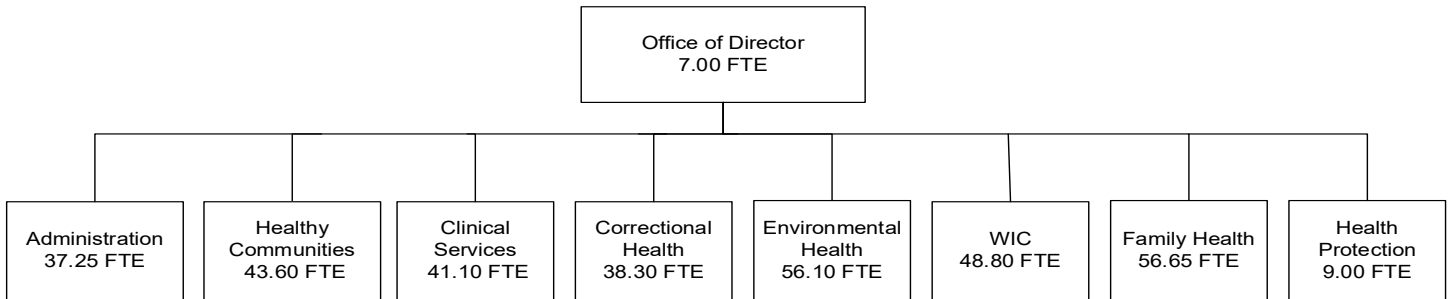 Office of Director
7.00 FTE
Administration
37.25 FTE
Healthy
Communities
43.60 FTE
Clinical
Services
41.10 FTE
Correctional
Health
38.30 FTE
Environmental
Health
56.10 FTE
WIC
48.80 FTE
Family Health
56.65 FTE
Health
Protection
9.00 FTE